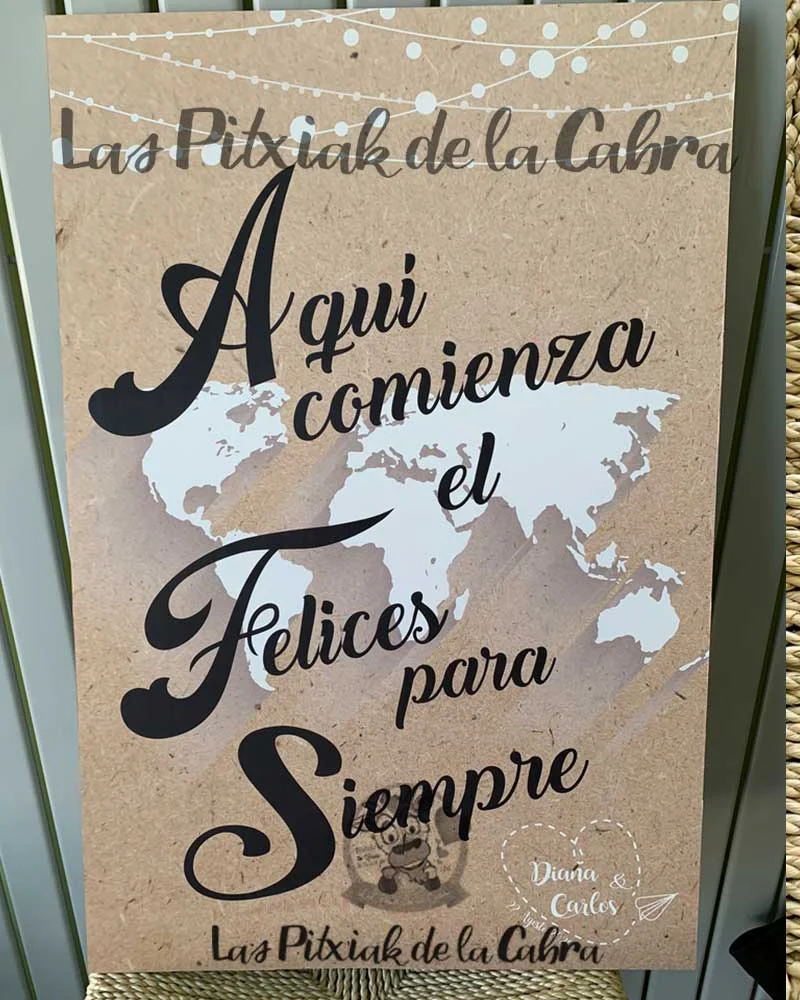 Las Pitxiak de la Cabra
Aqui
comienza
el
Felices
para
Siempre
Diana &
Carlos
Las Pitxiak de la Cabra